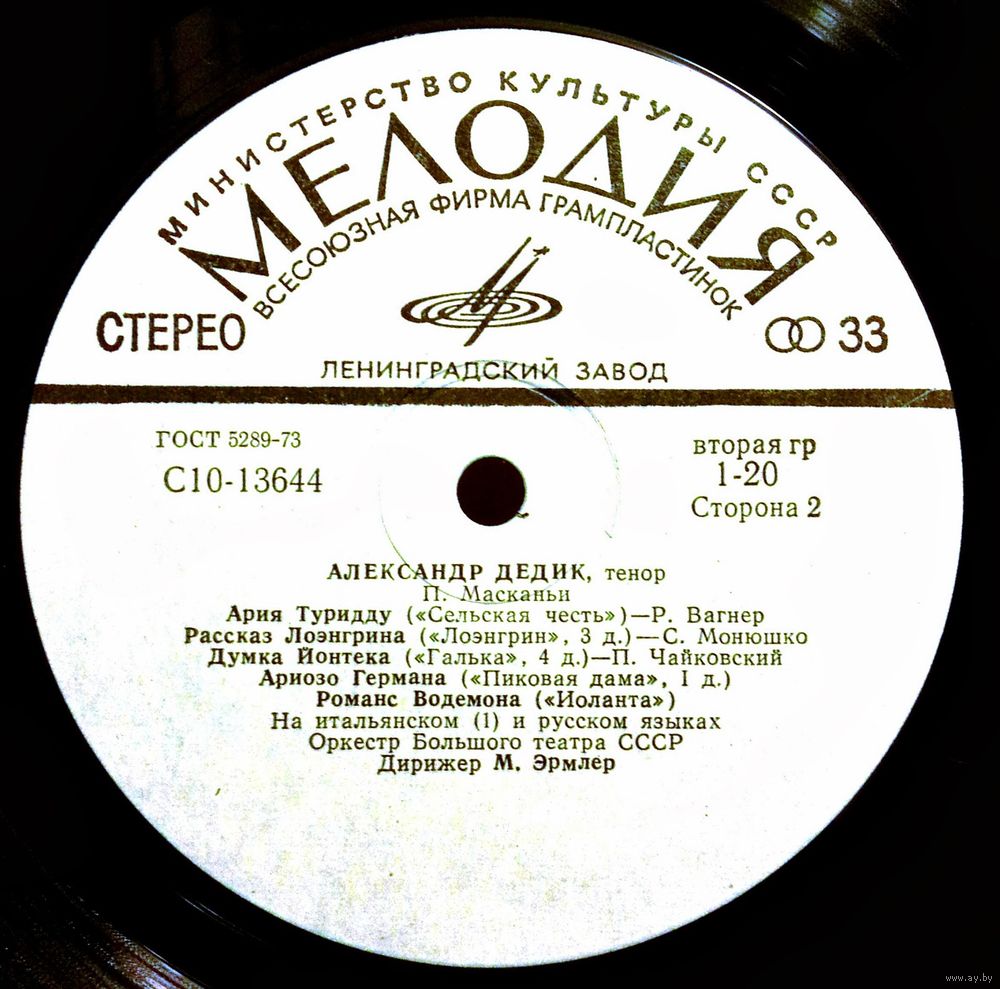 МИНИСТЕРСТВО КУЛЬТУРЫ СССР
МЕЛОДИЯ
ВСЕСОЮЗНАЯ ФИРМА ГРАМПЛАСТИНОК
СТЕРЕО
33
ЛЕНИНГРАДСКИЙ ЗАВОД
ГОСТ 5289-73
С10-13644
вторая гр
1-20
Сторона 2
АЛЕКСАНДР ДЕДИК, тенор
П. Масканьи
Ария Туридду («Сельская честь»)—Р. Вагнер
Рассказ Лоэнгрина («Лоэнгрин», 3 д.)—С. Монюшко
Думка Йонтека («Галька», 4 д.)—П. Чайковский
Ариозо Германа («Пиковая дама», 1 д.)
Романс Водемона («Иоланта»)
На итальянском (1) и русском языках
Оркестр Большого театра СССР
Дирижер М. Эрмлер
www.ay.by